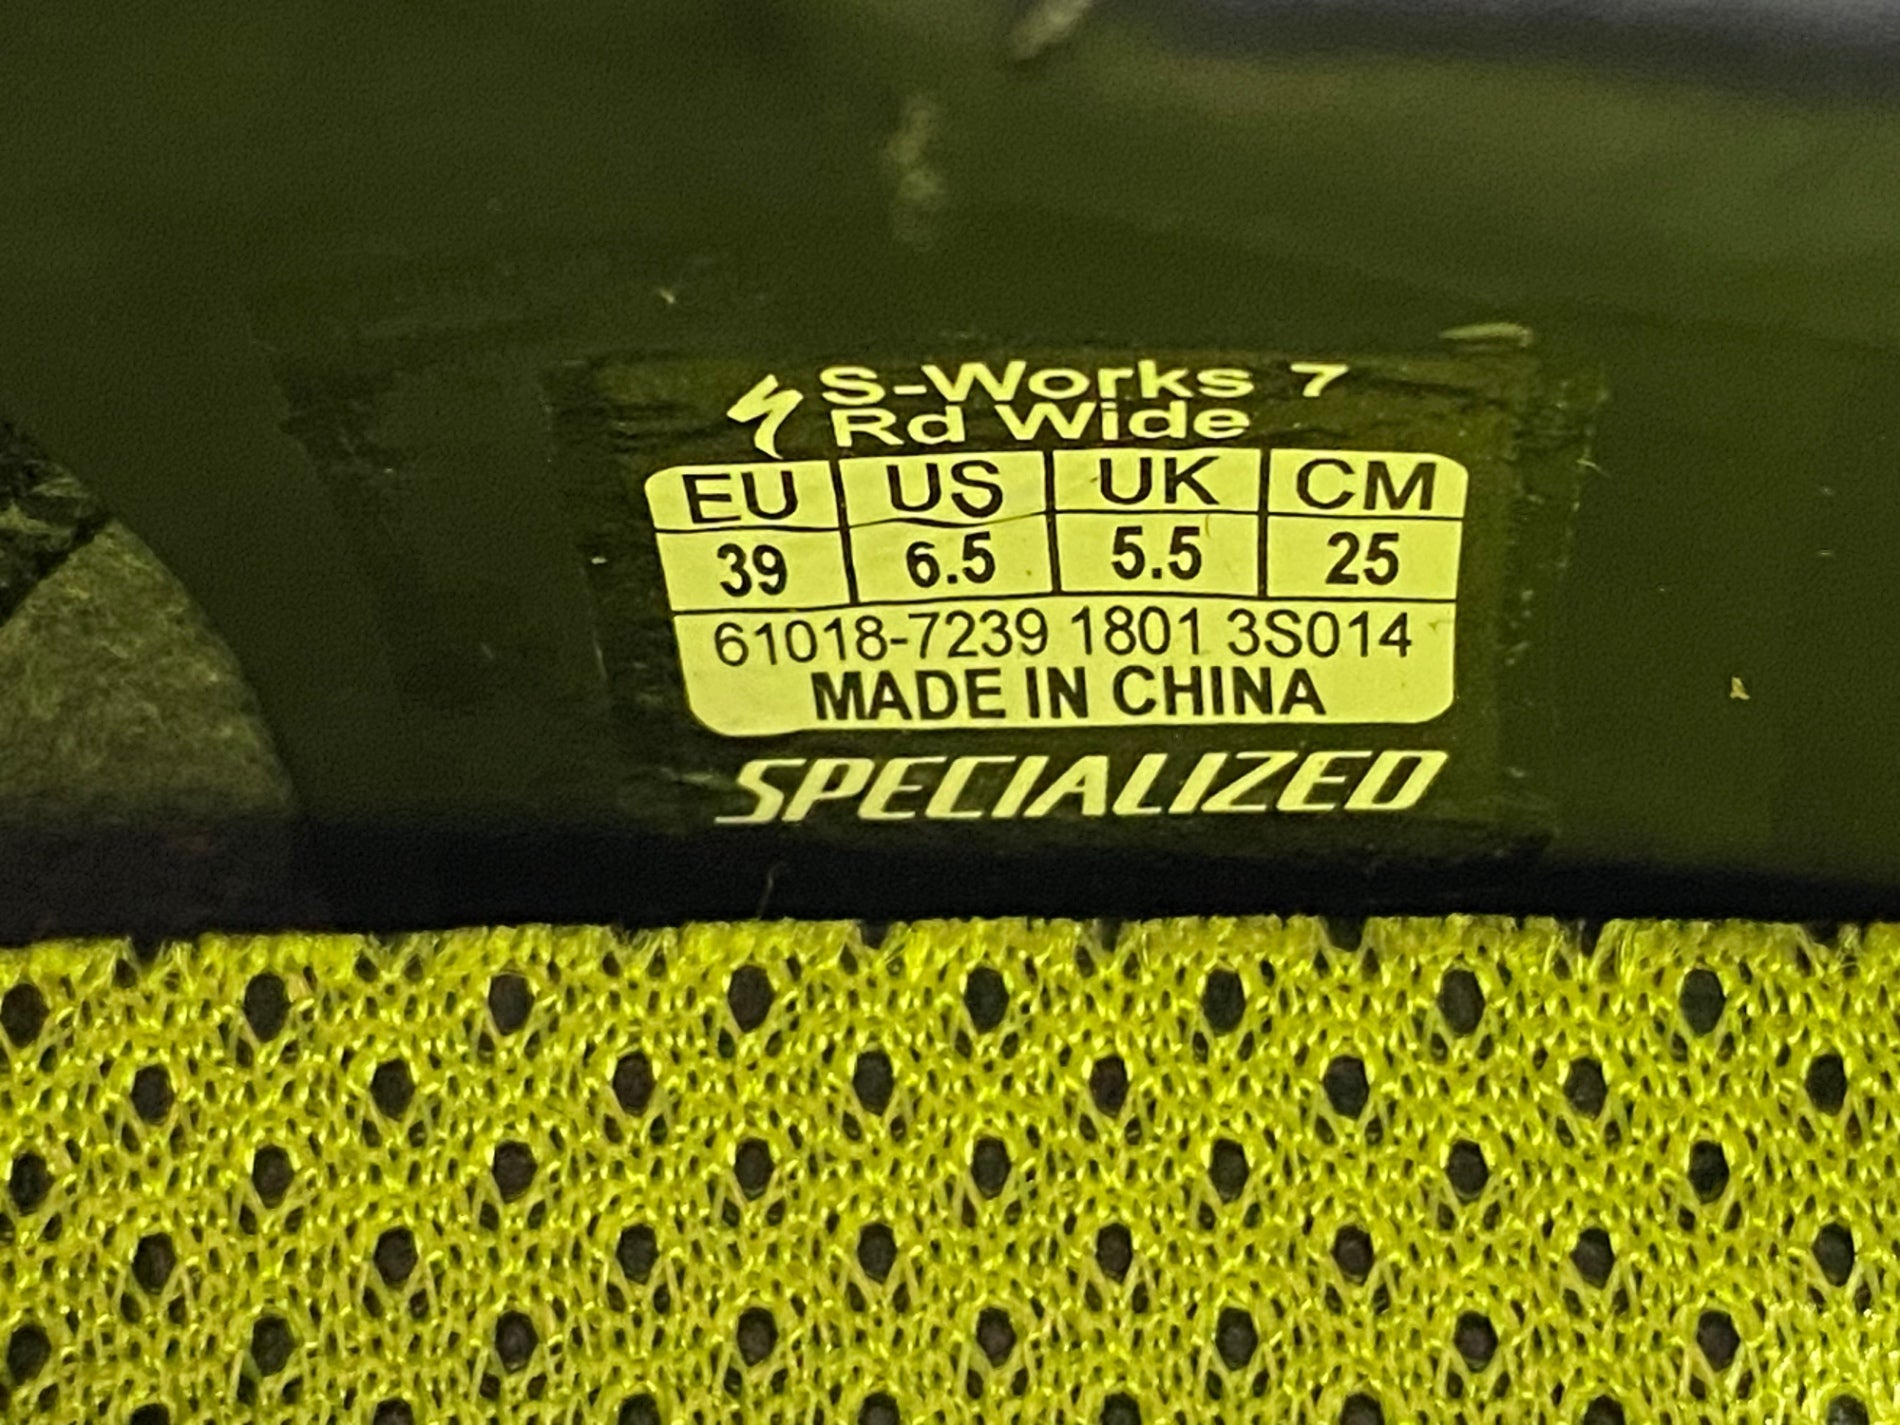 S-Works 7
Rd Wide
EU US UK CM
39 6.5 5.5 25
61018-7239 1801 3S014
MADE IN CHINA
SPECIALIZED